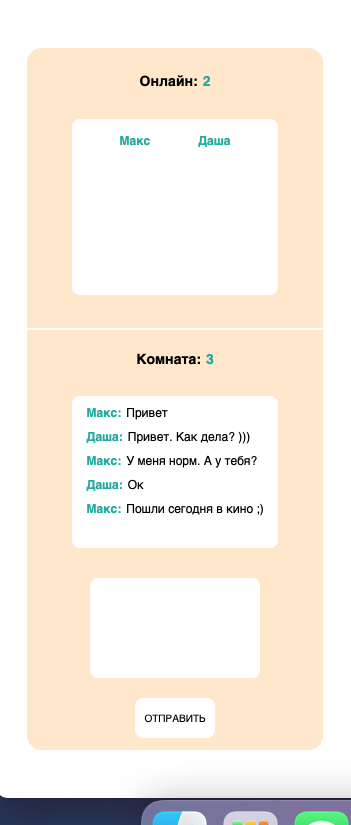 Онлайн: 2
Макс Даша
Комната: 3
Макс: Привет
Даша: Привет. Как дела? )))
Макс: У меня норм. А у тебя?
Даша: Ок
Макс: Пошли сегодня в кино ;)
ОТПРАВИТЬ